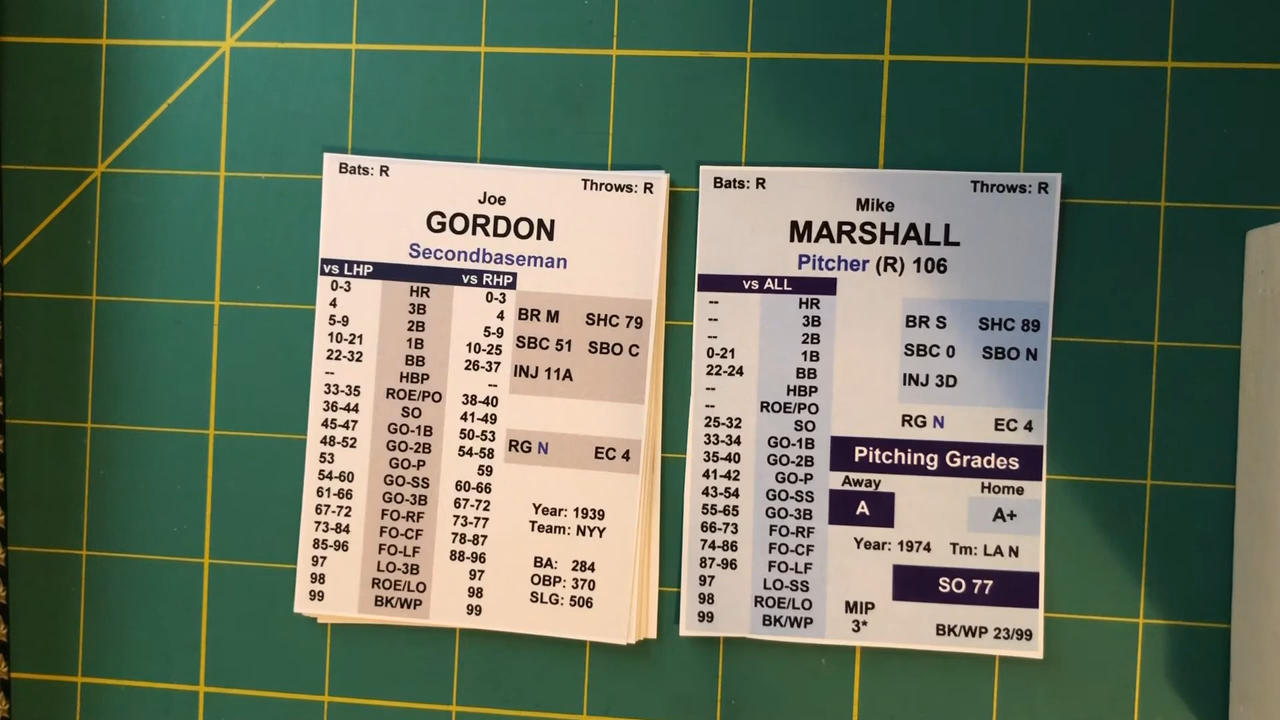 Bats: R Throws: R
Joe
GORDON
Secondbaseman
vs LHP vs RHP
0-3 HR 0-3
4 3B 4
5-9 2B 5-9
10-21 1B 10-25
22-32 BB 26-37
-- HBP --
33-35 ROE/PO 38-40
36-44 SO 41-49
45-47 GO-1B 50-53
48-52 GO-2B 54-58
53 GO-P 59
54-60 GO-SS 60-66
61-66 GO-3B 67-72
67-72 FO-RF 73-77
73-84 FO-CF 78-87
85-96 FO-LF 88-96
97 LO-3B 97
98 ROE/LO 98
99 BK/WP 99
BR M SHC 79
SBC 51 SBO C
INJ 11A
RG N EC 4
Year: 1939
Team: NYY
BA: 284
OBP: 370
SLG: 506
Bats: R Throws: R
Mike
MARSHALL
Pitcher (R) 106
vs ALL
-- HR
-- 3B
-- 2B
0-21 1B
22-24 BB
-- HBP
-- ROE/PO
25-32 SO
33-34 GO-1B
35-40 GO-2B
41-42 GO-P
43-54 GO-SS
55-65 GO-3B
66-73 FO-RF
74-86 FO-CF
87-96 FO-LF
97 LO-SS
98 ROE/LO
99 BK/WP
BR S SHC 89
SBC 0 SBO N
INJ 3D
RG N EC 4
Pitching Grades
Away Home
A A+
Year: 1974 Tm: LA N
SO 77
MIP
3*
BK/WP 23/99